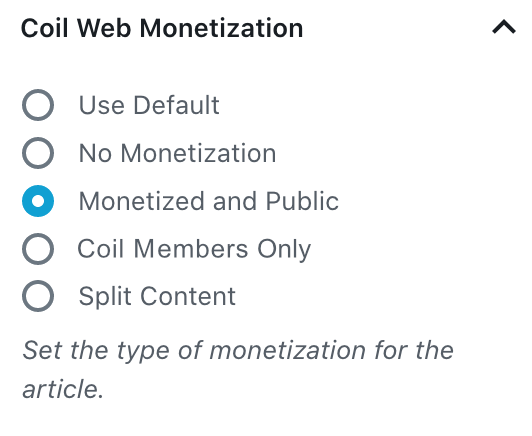 Coil Web Monetization
Use Default
No Monetization
Monetized and Public
Coil Members Only
Split Content
Set the type of monetization for the
article.